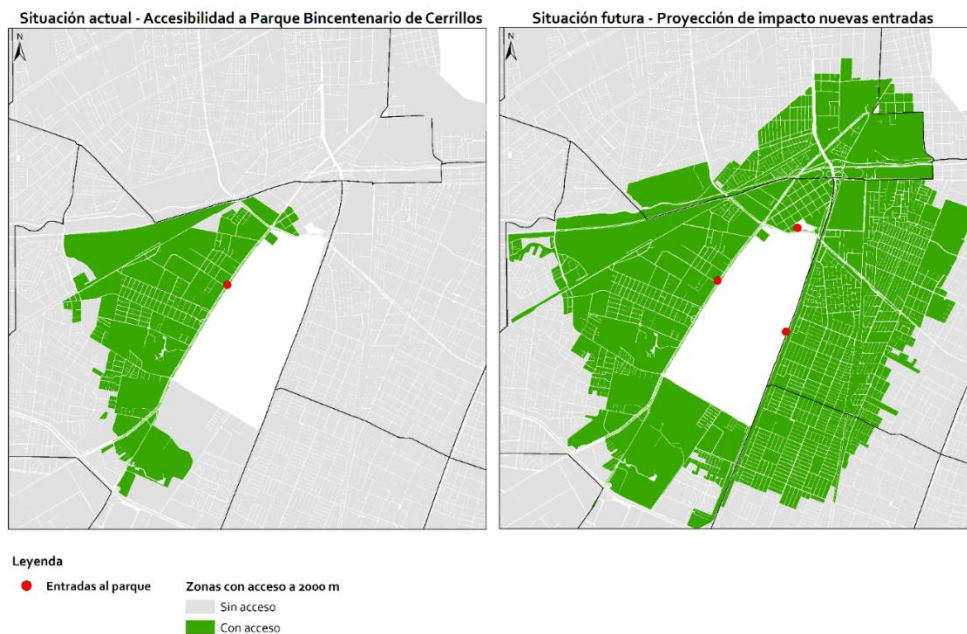 Situación actual - Accesibilidad a Parque Bincentenario de Cerrillos
Situación futura - Proyección de impacto nuevas entradas
N
N
Leyenda
Entradas al parque
Zonas con acceso a 2000 m
Sin acceso
Con acceso